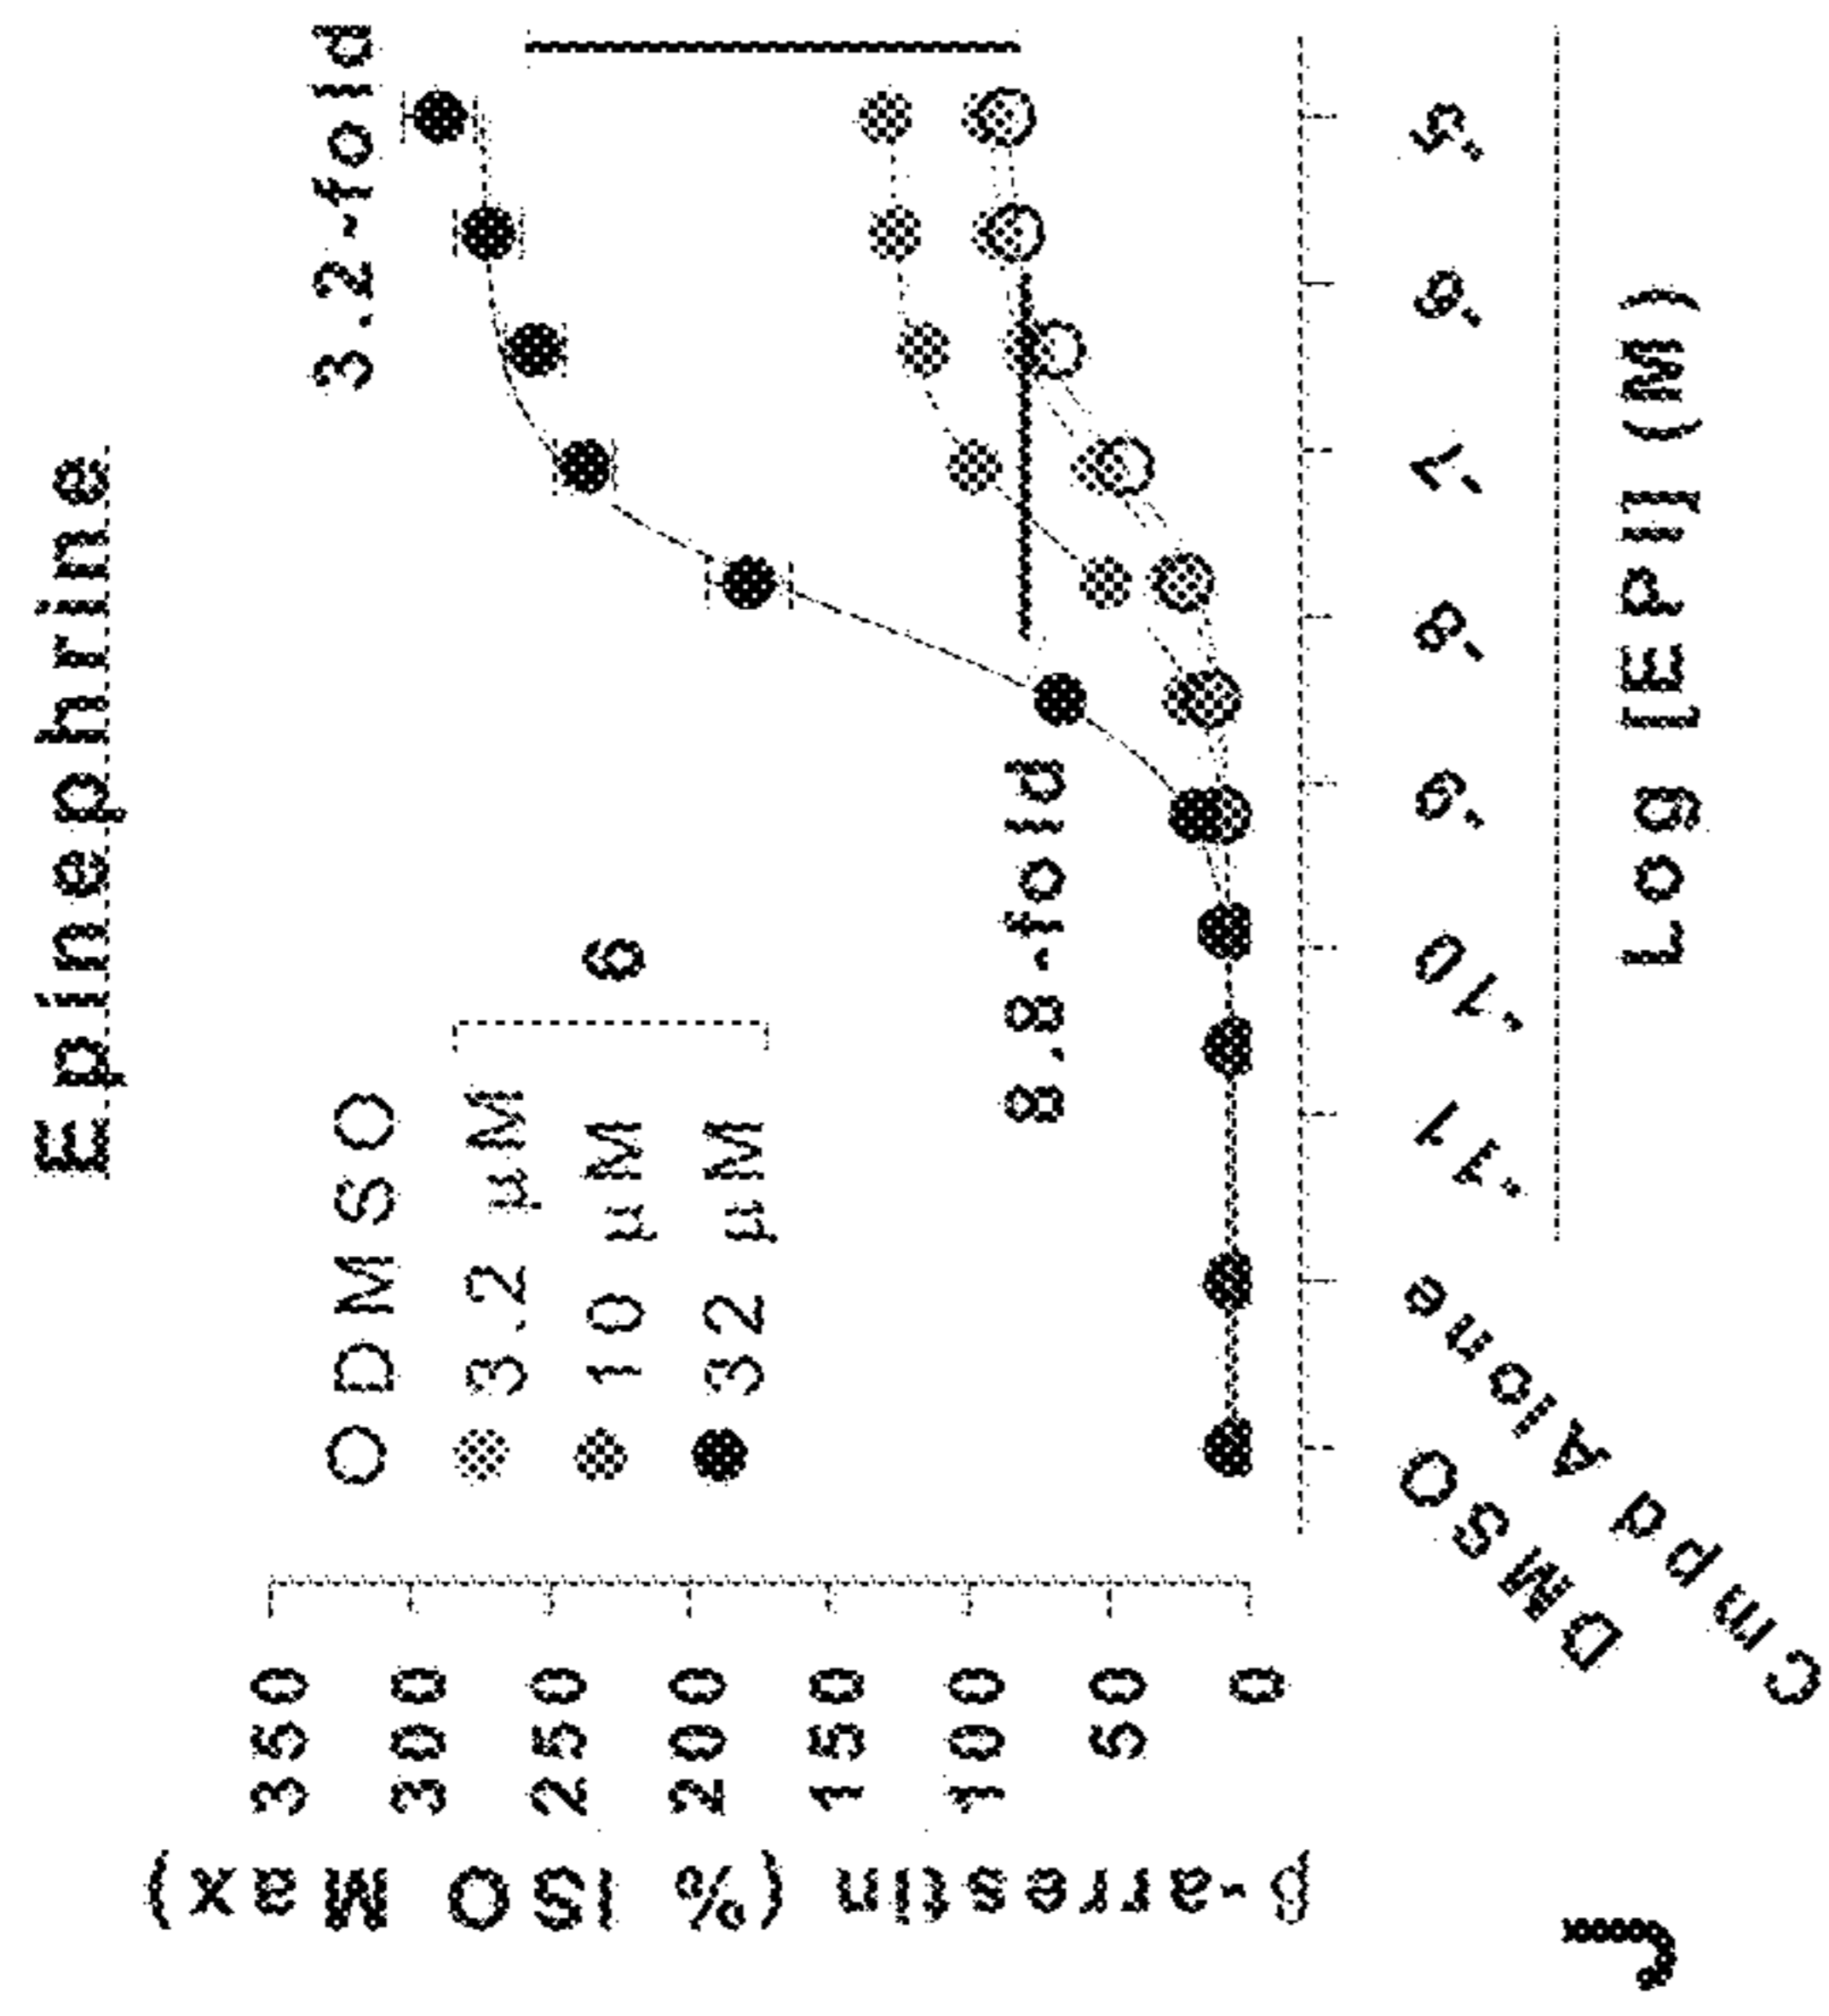 J
Epinephrine
β-arrestin (% ISO Max)
350
300
250
200
150
100
50
0
DMSO
3.2 µM
10 µM
32 µM
6
3.2-fold
8.8-fold
DMSO
Cmpd Alone
-11
-10
-9
-8
-7
-6
-5
Log [EPI] (M)